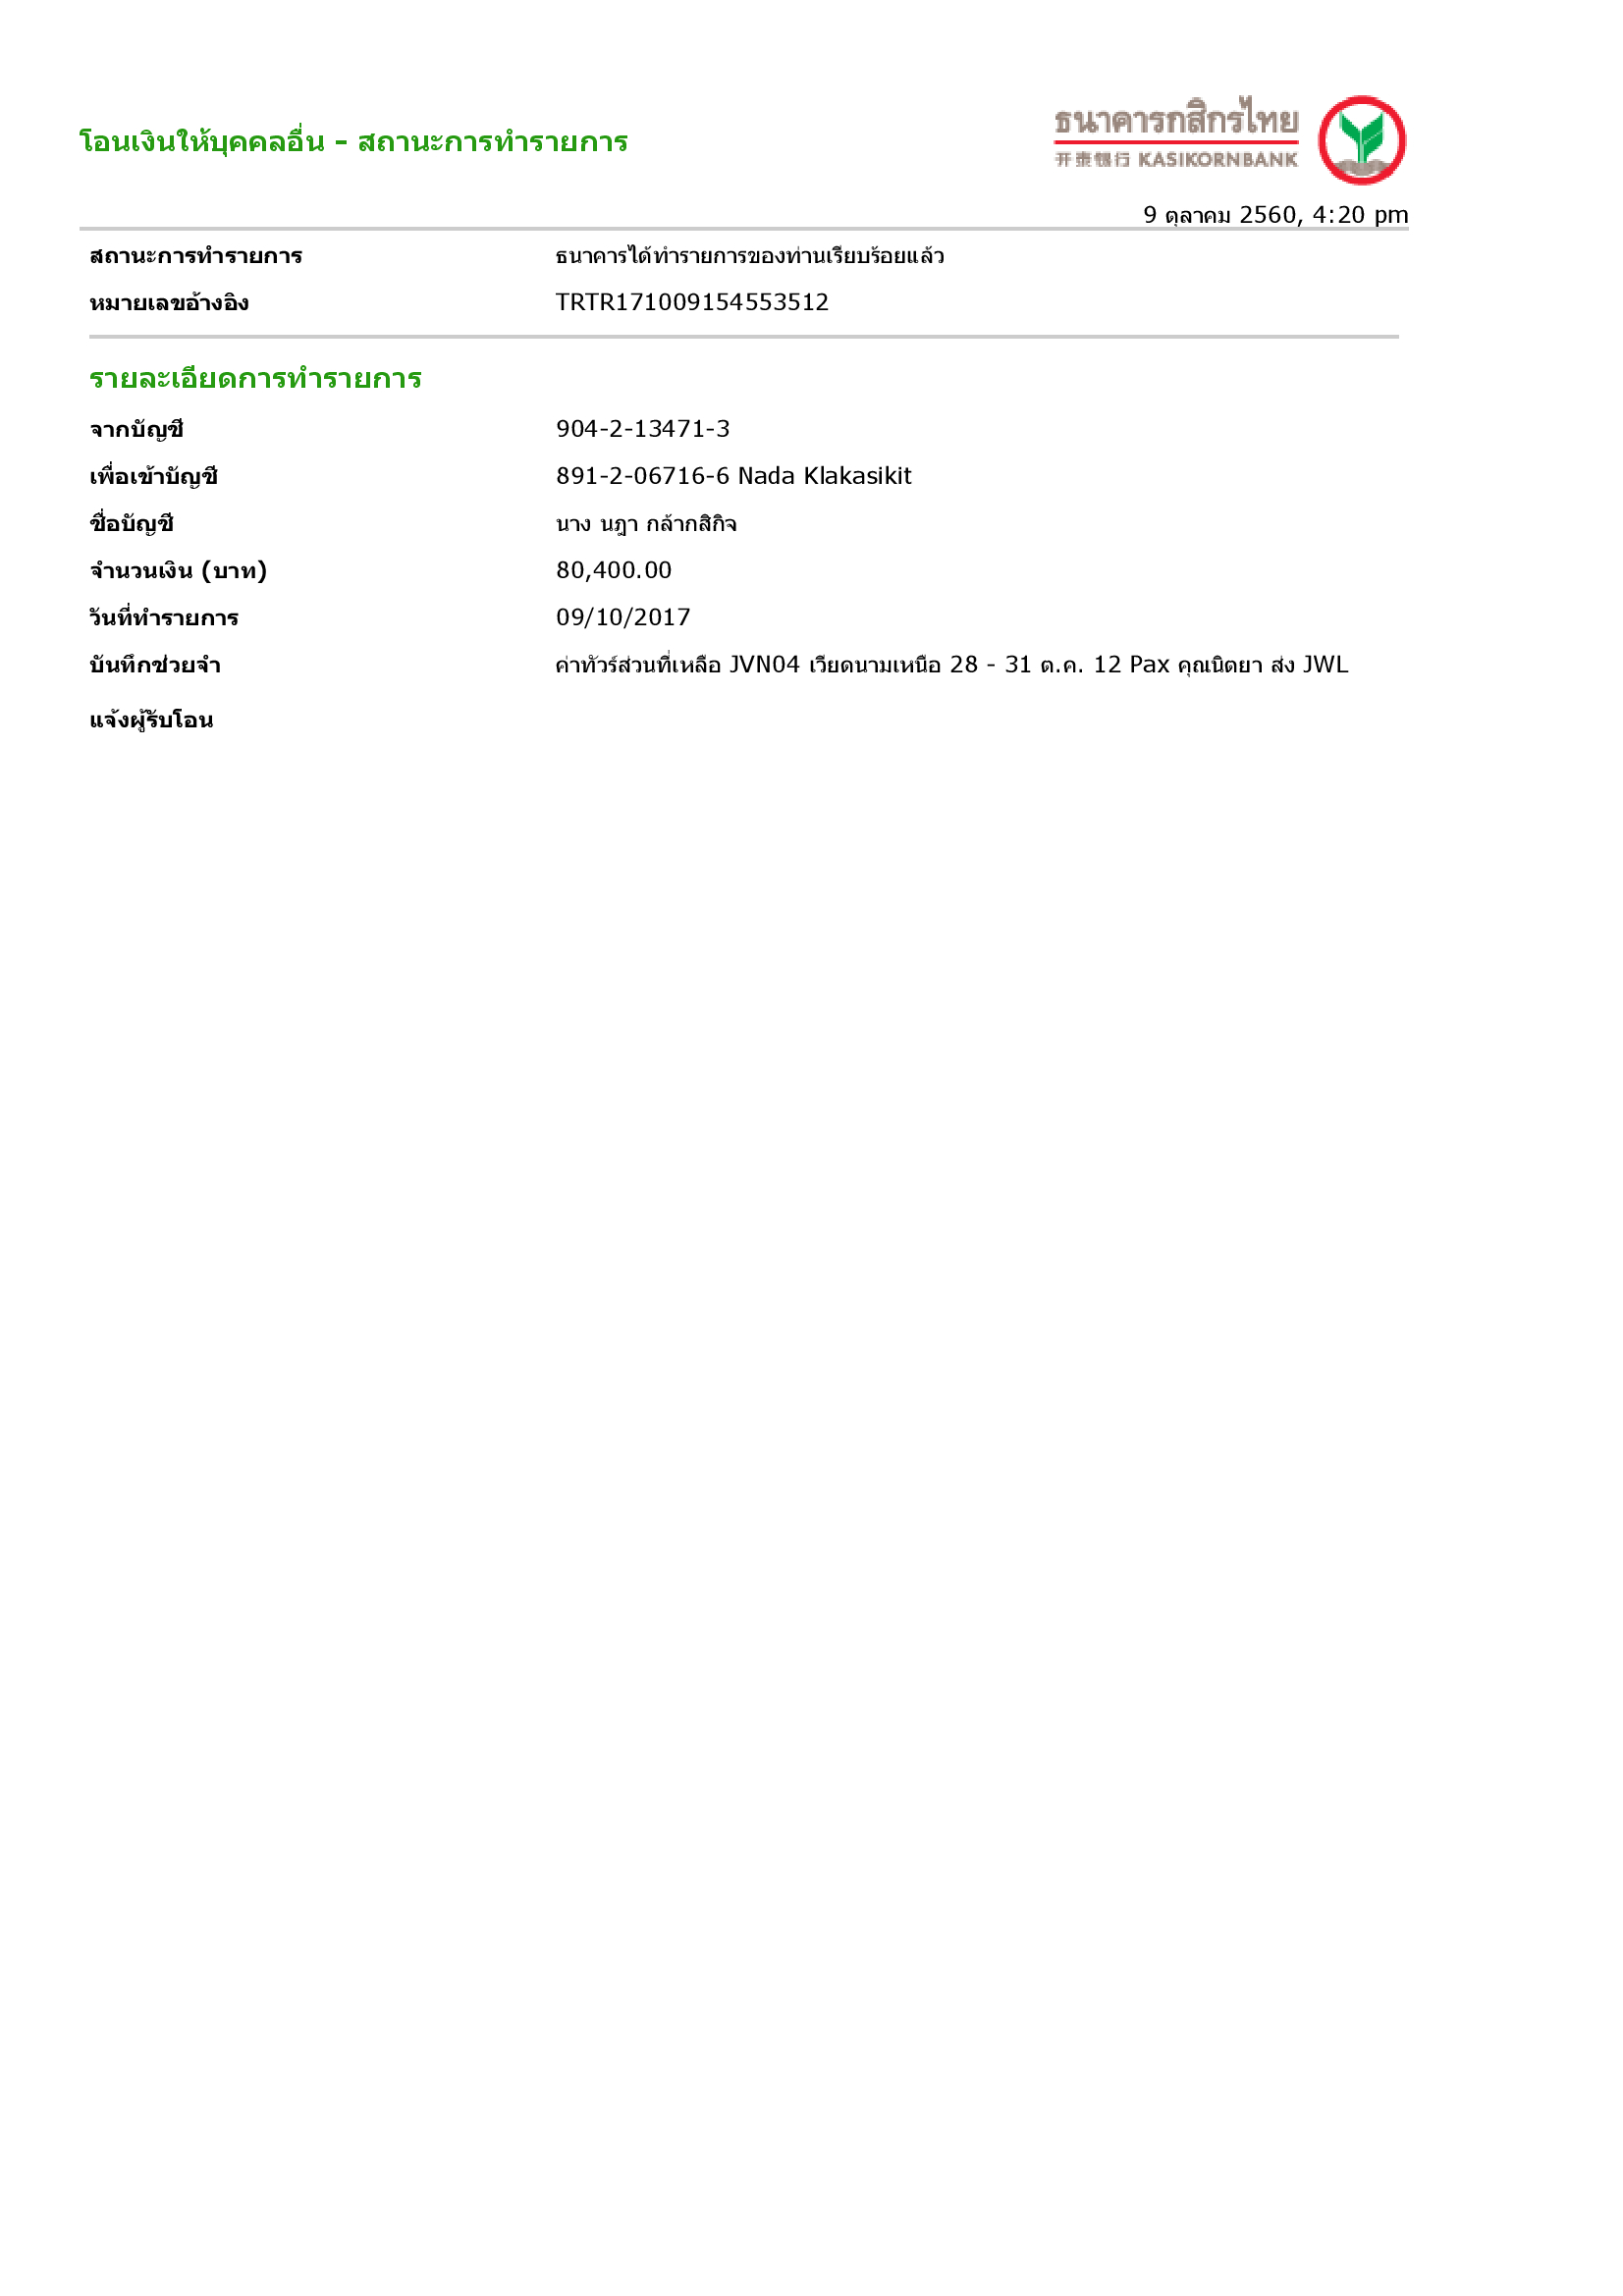 โอนเงินให้บุคคลอื่น - สถานะการทำรายการ
ธนาคารกสิกรไทย
开泰银行 KASIKORNBANK
9 ตุลาคม 2560, 4:20 pm
สถานะการทำรายการ ธนาคารได้ทำรายการของท่านเรียบร้อยแล้ว
หมายเลขอ้างอิง TRTR171009154553512
รายละเอียดการทำรายการ
จากบัญชี 904-2-13471-3
เพื่อเข้าบัญชี 891-2-06716-6 Nada Klakasikit
ชื่อบัญชี นาง นฎา กล้ากสิกิจ
จำนวนเงิน (บาท) 80,400.00
วันที่ทำรายการ 09/10/2017
บันทึกช่วยจำ ค่าทัวร์ส่วนที่เหลือ JVN04 เวียดนามเหนือ 28 - 31 ต.ค. 12 Pax คุณนิตยา ส่ง JWL
แจ้งผู้รับโอน